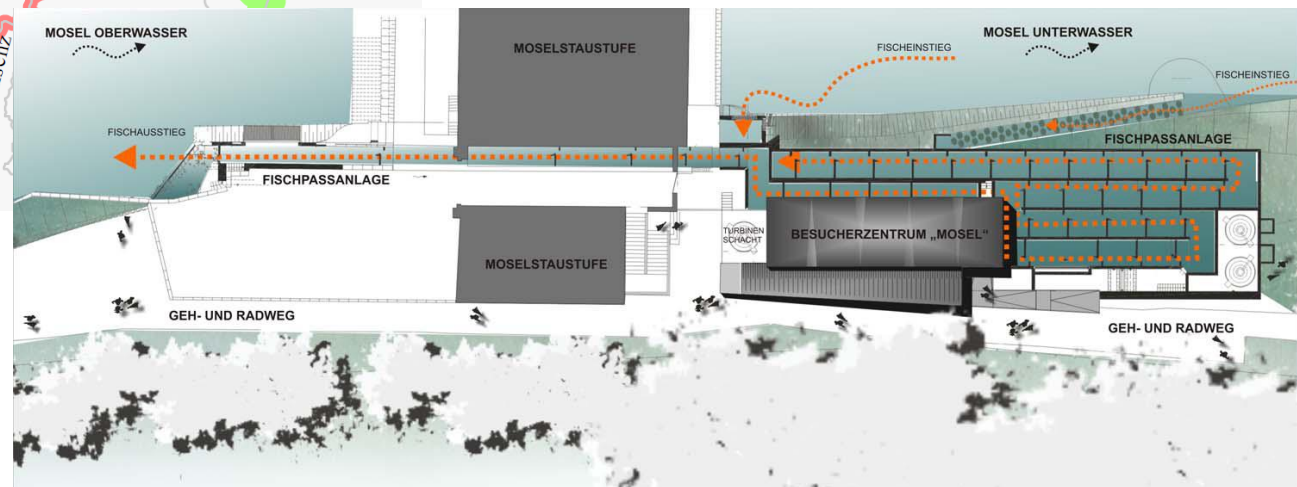 MOSEL OBERWASSER
MOSELSTAUSTUFE
MOSEL UNTERWASSER
FISCHEINSTIEG
FISCHEINSTIEG
FISCHAUSSTIEG
FISCHPASSANLAGE
FISCHPASSANLAGE
TURBINEN
SCHACHT
BESUCHERZENTRUM „MOSEL“
MOSELSTAUSTUFE
GEH- UND RADWEG
GEH- UND RADWEG